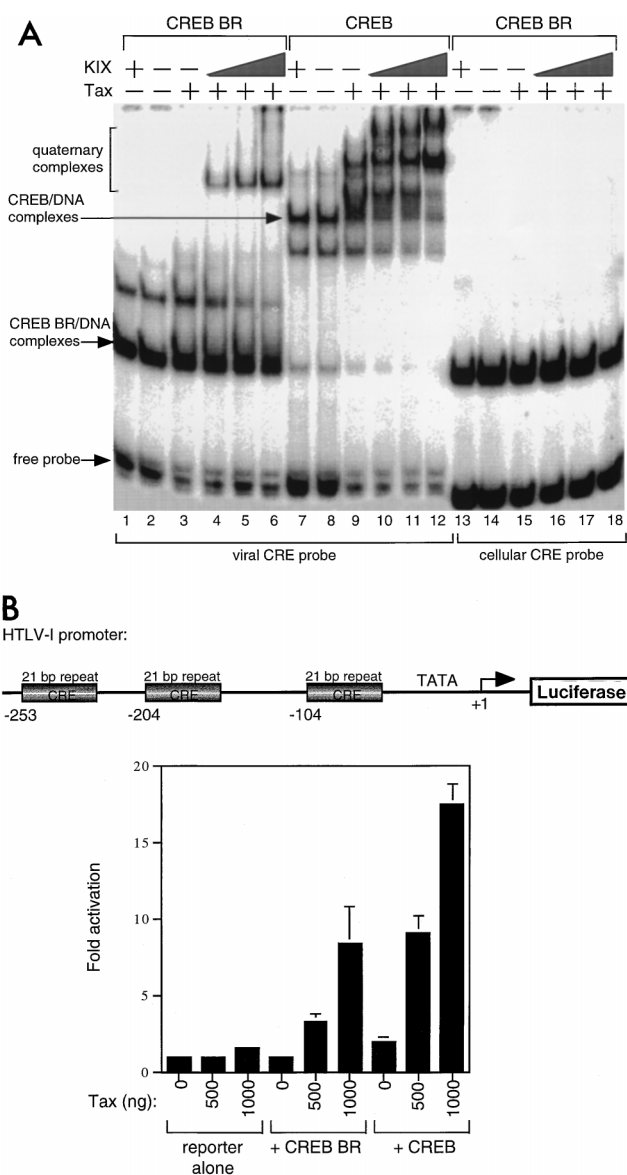 A
CREB BR CREB CREB BR
KIX + − − + − − + − −
Tax − − + + + + − − + + + + − − + + + +
quaternary
complexes
CREB/DNA
complexes
CREB BR/DNA
complexes
free probe
1 2 3 4 5 6 7 8 9 10 11 12 13 14 15 16 17 18
viral CRE probe cellular CRE probe
B
HTLV-I promoter:
21 bp repeat 21 bp repeat 21 bp repeat TATA
CRE CRE CRE Luciferase
-253 -204 -104 +1
20
15
10
5
0
Fold activation
Tax (ng): 0 500 1000 0 500 1000 0 500 1000
reporter
alone
+ CREB BR + CREB